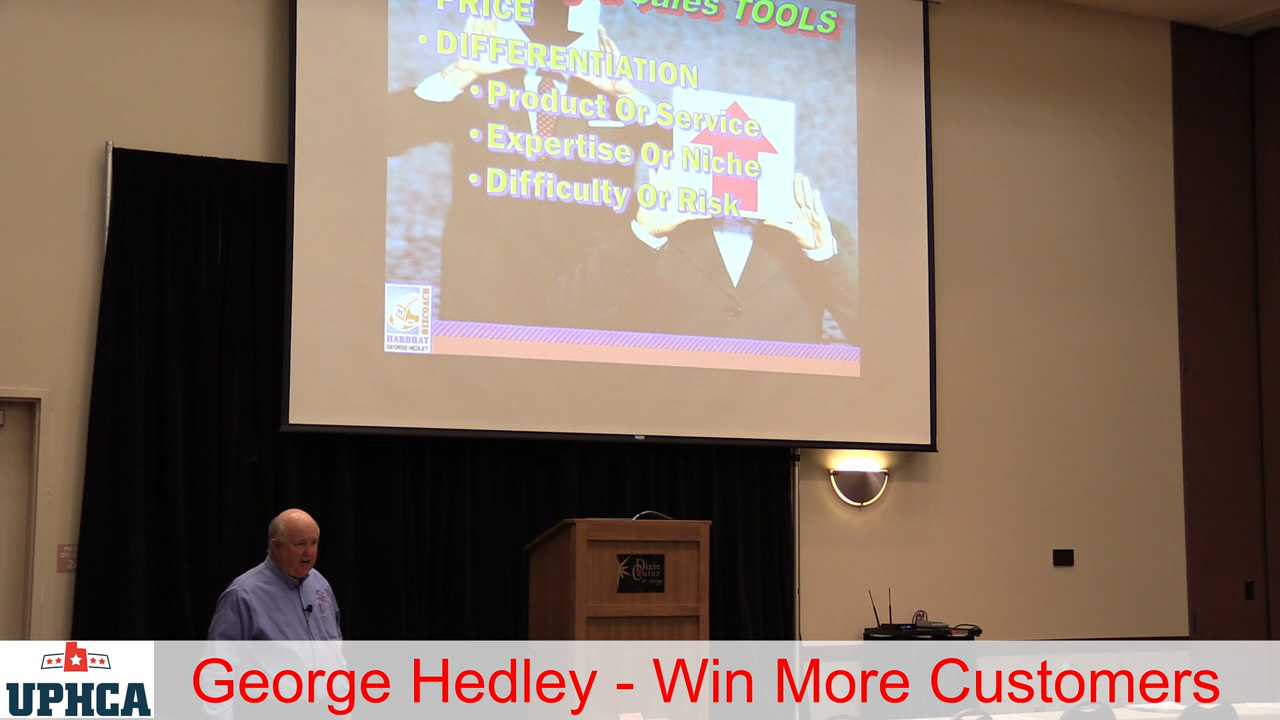 Sales TOOLS
PRICE
• DIFFERENTIATION
• Product Or Service
• Expertise Or Niche
• Difficulty Or Risk
BIZCOACH
HARDHAT
GEORGE HEDLEY
Dixie
Center
UPHCA
George Hedley - Win More Customers